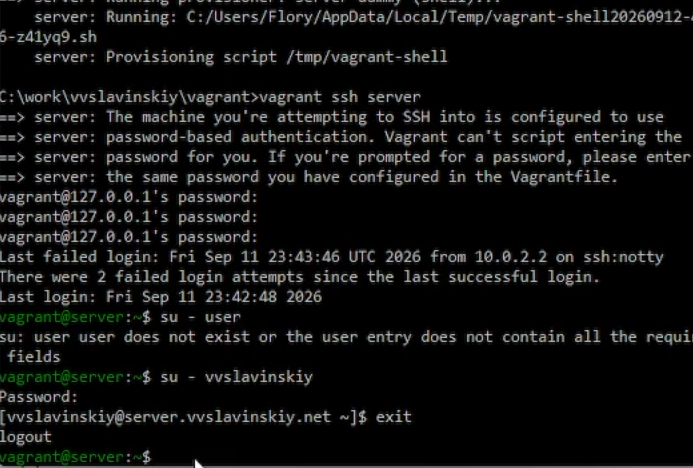 ==> server: Running provisioner: server dummy (shell)...
    server: Running: C:/Users/Flory/AppData/Local/Temp/vagrant-shell20260912-
6-z41yq9.sh
    server: Provisioning script /tmp/vagrant-shell
C:\work\vvslavinskiy\vagrant>vagrant ssh server
==> server: The machine you're attempting to SSH into is configured to use
==> server: password-based authentication. Vagrant can't script entering the
==> server: password for you. If you're prompted for a password, please enter
==> server: the same password you have configured in the Vagrantfile.
vagrant@127.0.0.1's password:
vagrant@127.0.0.1's password:
vagrant@127.0.0.1's password:
Last failed login: Fri Sep 11 23:43:46 UTC 2026 from 10.0.2.2 on ssh:notty
There were 2 failed login attempts since the last successful login.
Last login: Fri Sep 11 23:42:48 2026
vagrant@server:~$ su - user
su: user user does not exist or the user entry does not contain all the requi
 fields
vagrant@server:~$ su - vvslavinskiy
Password:
[vvslavinskiy@server.vvslavinskiy.net ~]$ exit
logout
vagrant@server:~$